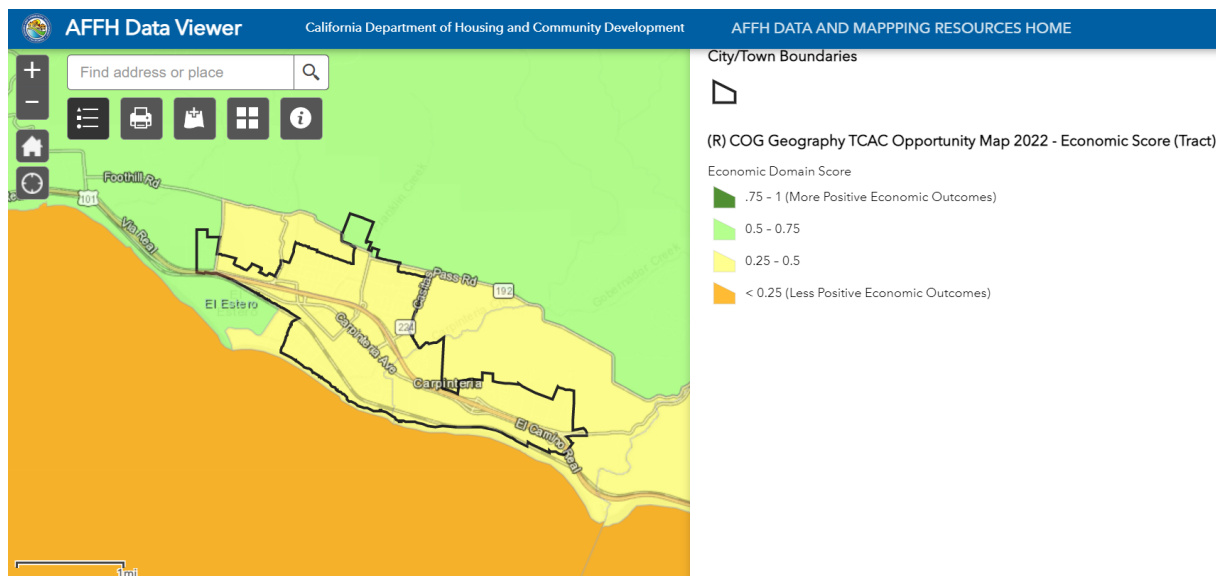 AFFH Data Viewer
California Department of Housing and Community Development
AFFH DATA AND MAPPPING RESOURCES HOME
Find address or place
City/Town Boundaries
(R) COG Geography TCAC Opportunity Map 2022 - Economic Score (Tract)
Economic Domain Score
.75 - 1 (More Positive Economic Outcomes)
0.5 - 0.75
0.25 - 0.5
< 0.25 (Less Positive Economic Outcomes)
Foothill Rd
101
Via Real
El Estero
Pass Rd
192
Casitas
224
Gobernador Creek
Carpinteria Ave
Carpinteria
El Camino Real
1mi